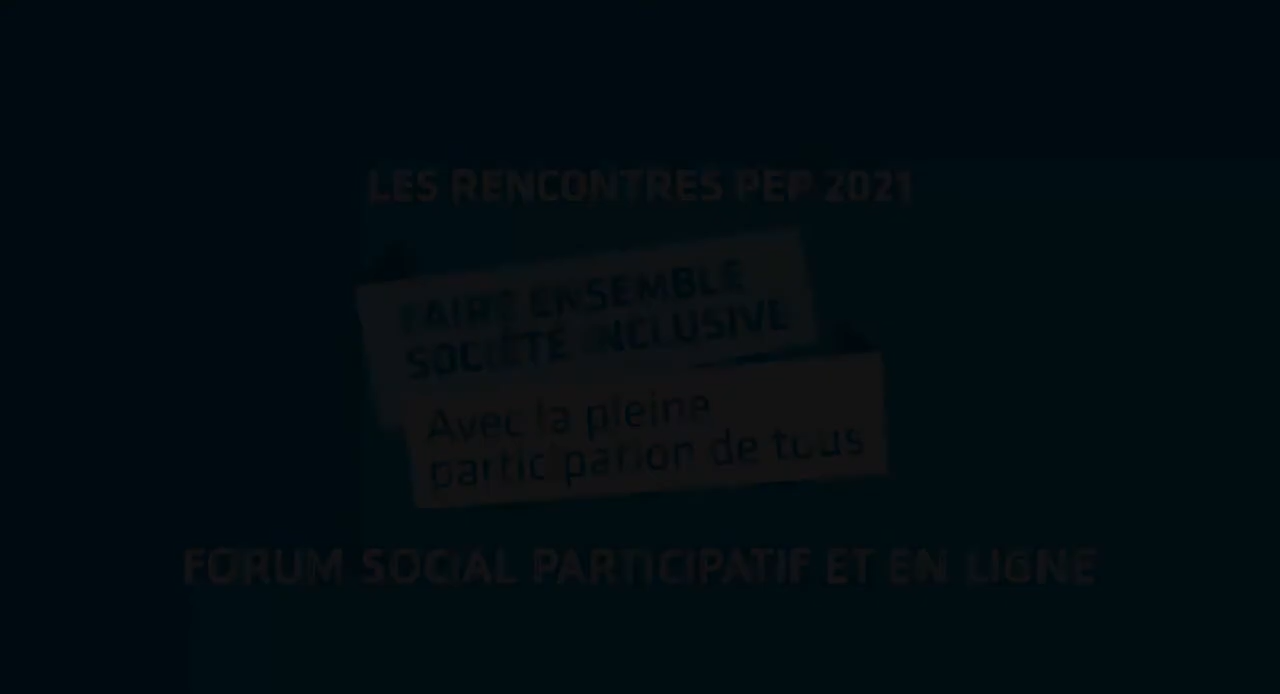 LES RENCONTRES PEP 2021
FAIRE ENSEMBLE
SOCIÉTÉ INCLUSIVE
Avec la pleine
participation de tous
FORUM SOCIAL PARTICIPATIF ET EN LIGNE